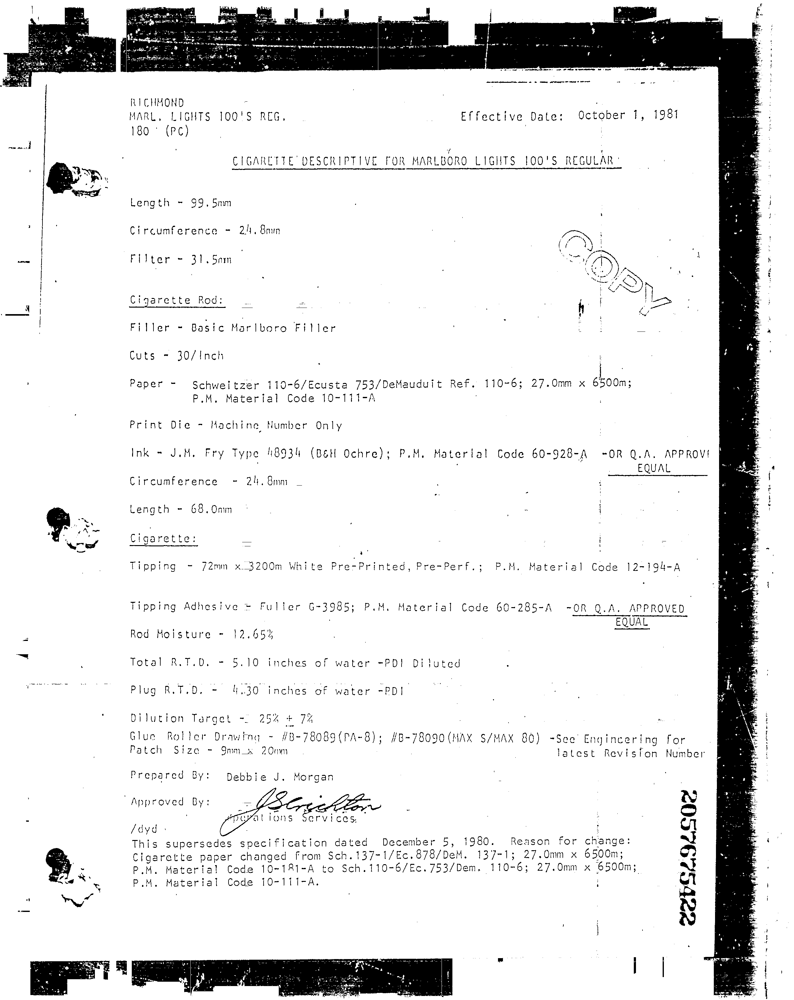 RICHMOND
MARL. LIGHTS 100'S REG.
Effective Date: October 1, 1981
180 (PC)
CIGARETTE DESCRIPTIVE FOR MARLBORO LIGHTS 100'S REGULAR
Length - 99.5mm
Circumference - 24.8mm
Filter - 31.5mm
COPY
Cigarette Rod:
Filler - Basic Marlboro Filler
Cuts - 30/Inch
Paper - Schweitzer 110-6/Ecusta 753/DeMauduit Ref. 110-6; 27.0mm x 6500m;
P.M. Material Code 10-111-A
Print Die - Machine Number Only
Ink - J.M. Fry Type 48934 (B&H Ochre); P.M. Material Code 60-928-A -OR Q.A. APPROV
EQUAL
Circumference - 24.8mm
Length - 68.0mm
Cigarette:
Tipping - 72mm x 3200m White Pre-Printed, Pre-Perf.; P.M. Material Code 12-194-A
Tipping Adhesive - Fuller G-3985; P.M. Material Code 60-285-A -OR Q.A. APPROVED
EQUAL
Rod Moisture - 12.65%
Total R.T.D. - 5.10 inches of water -PDI Diluted
Plug R.T.D. - 4.30 inches of water -PDI
Dilution Target - 25% + 7%
Glue Roller Drawing - #B-78089(PA-8); #B-78090(MAX S/MAX 80) -See Engineering for
Patch Size - 9mm x 20mm latest Revision Number
Prepared By: Debbie J. Morgan
Approved By:
Operations Services
/dyd
This supersedes specification dated December 5, 1980. Reason for change:
Cigarette paper changed from Sch.137-1/Ec.878/DeM. 137-1; 27.0mm x 6500m;
P.M. Material Code 10-181-A to Sch.110-6/Ec.753/Dem. 110-6; 27.0mm x 6500m;
P.M. Material Code 10-111-A.
2057675422